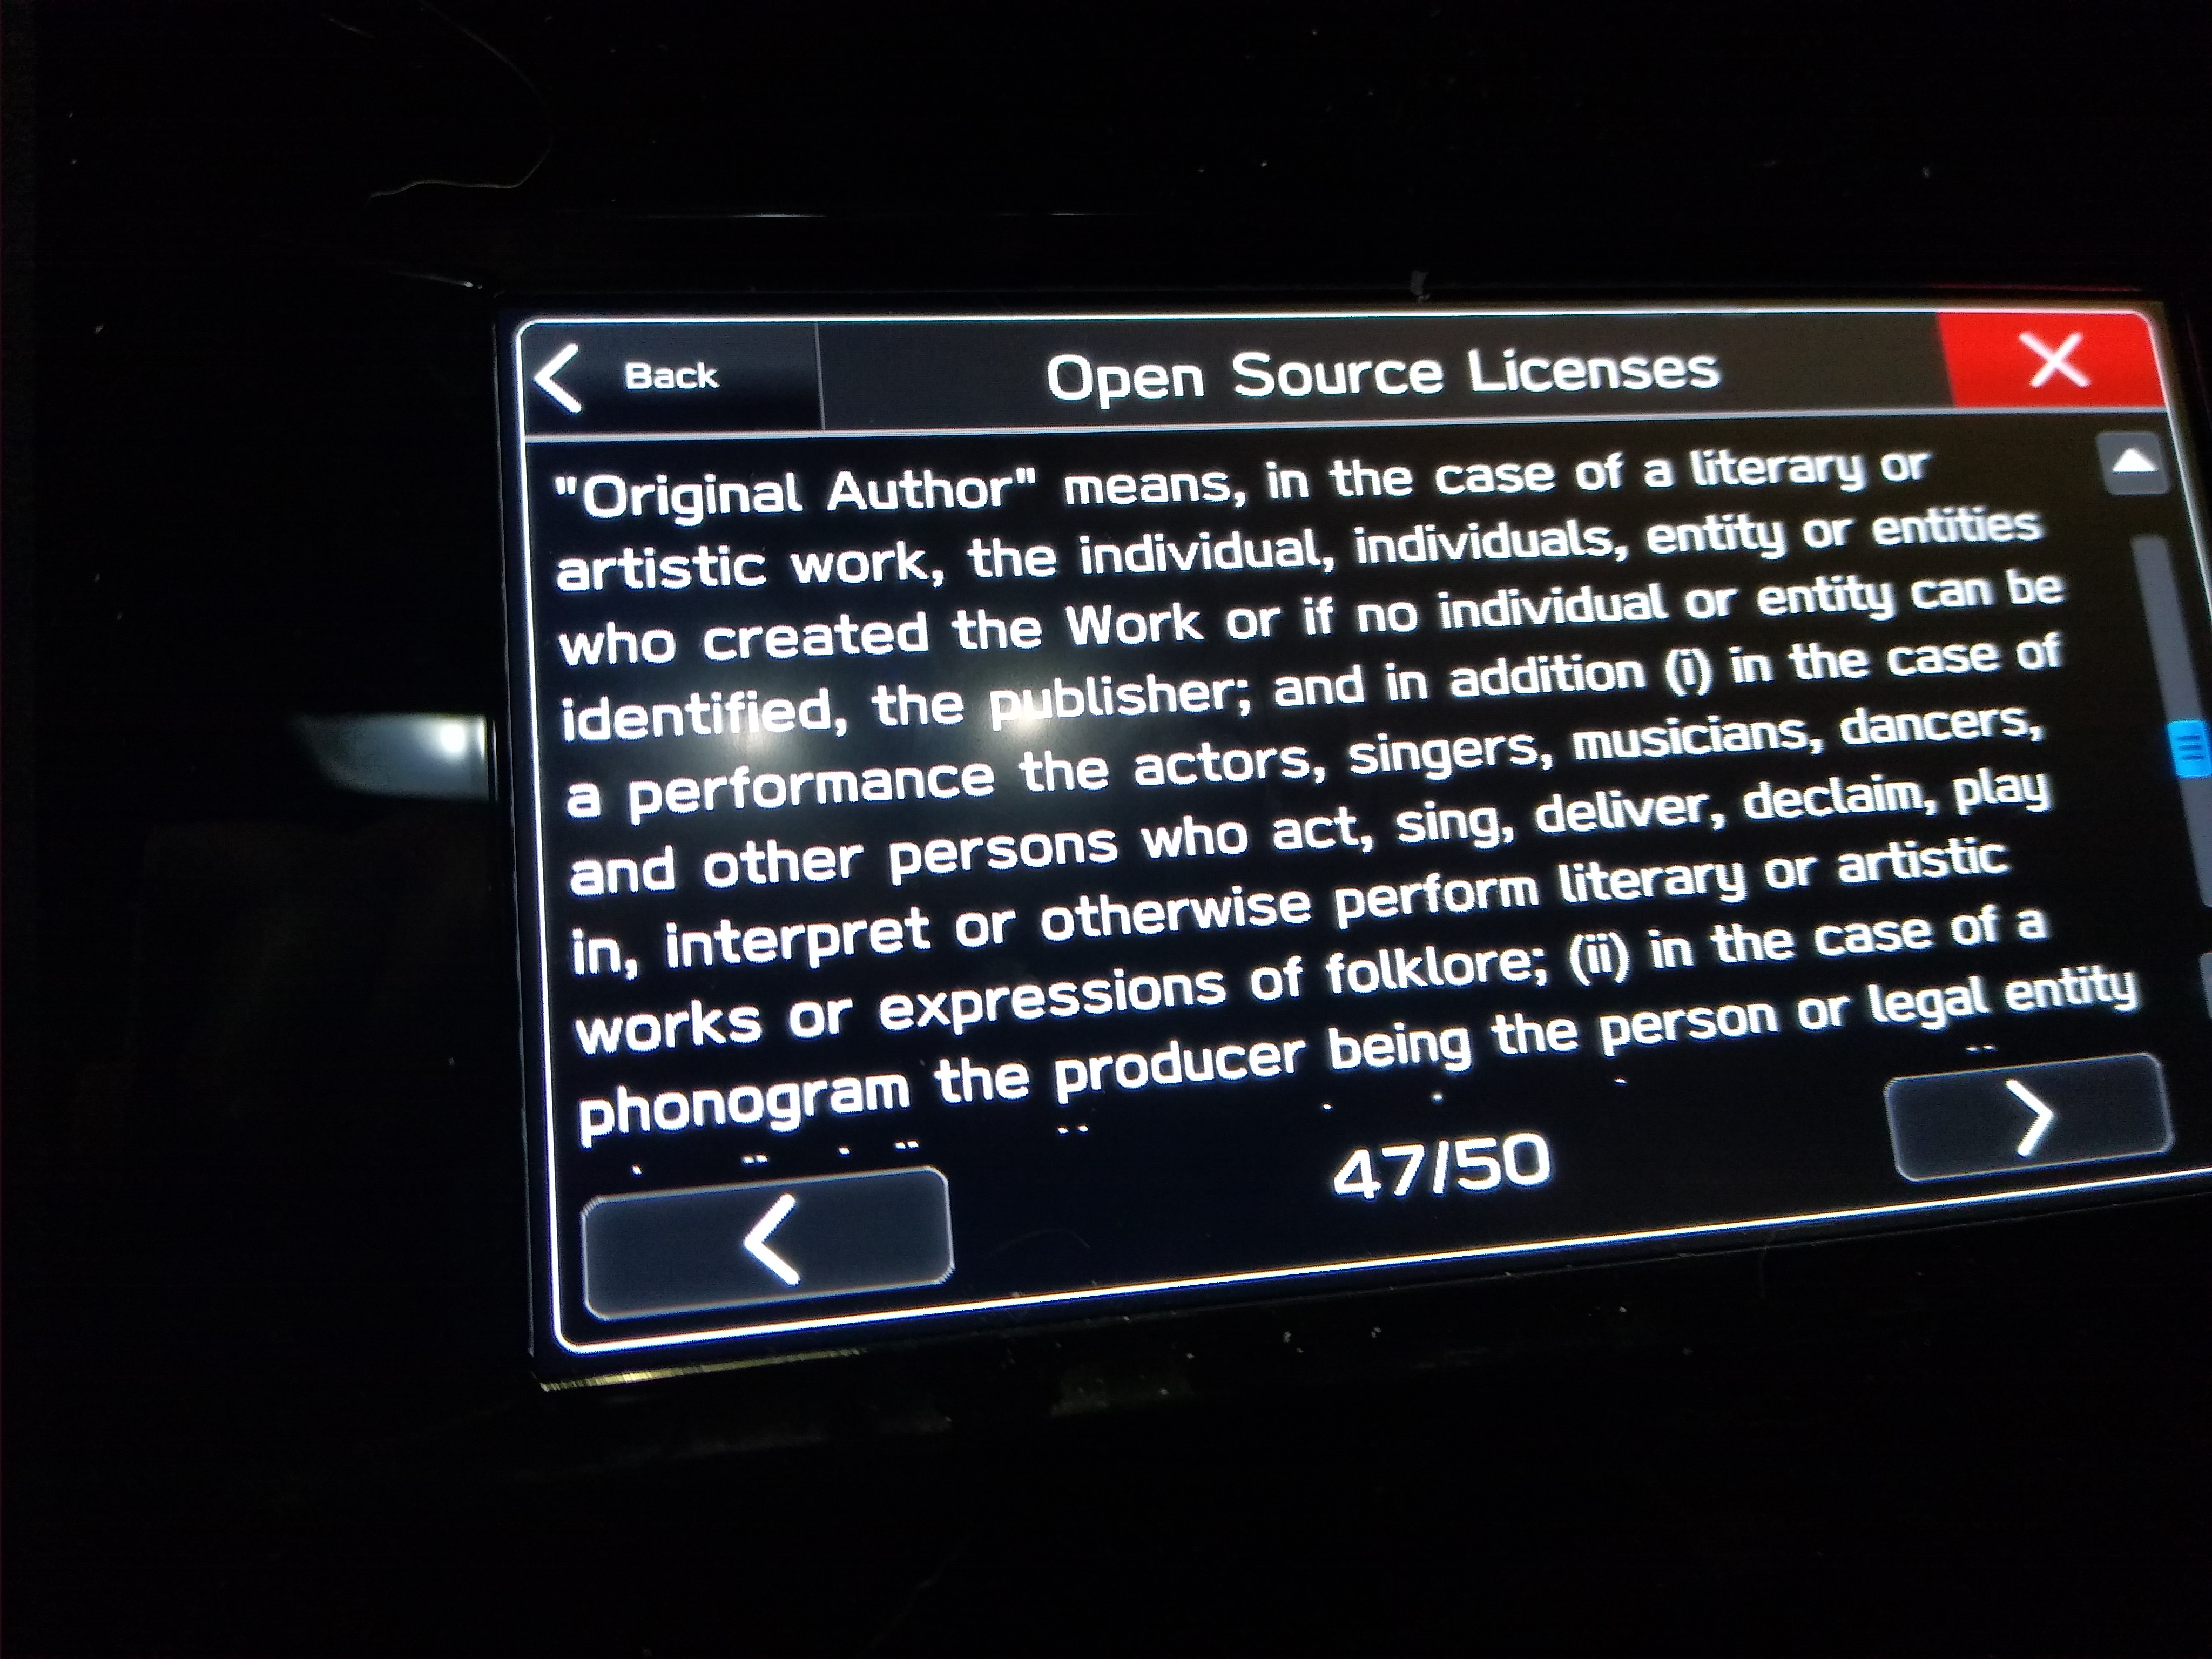 Back
Open Source Licenses
"Original Author" means, in the case of a literary or
artistic work, the individual, individuals, entity or entities
who created the Work or if no individual or entity can be
identified, the publisher; and in addition (i) in the case of
a performance the actors, singers, musicians, dancers,
and other persons who act, sing, deliver, declaim, play
in, interpret or otherwise perform literary or artistic
works or expressions of folklore; (ii) in the case of a
phonogram the producer being the person or legal entity
47/50